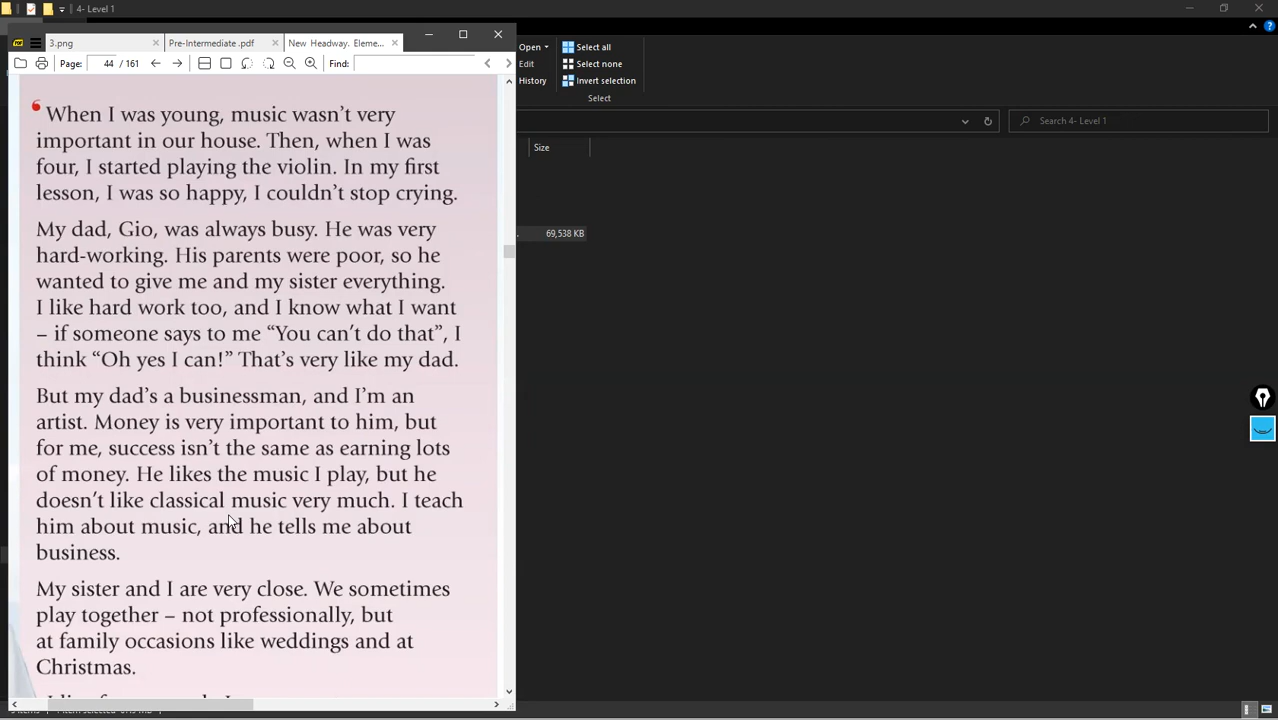 4- Level 1
3.png
Pre-Intermediate .pdf
New Headway. Eleme...
Page: 44 / 161
Find:
Open
Edit
History
Select all
Select none
Invert selection
Select
Search 4- Level 1
Size
69,538 KB
When I was young, music wasn't very
important in our house. Then, when I was
four, I started playing the violin. In my first
lesson, I was so happy, I couldn't stop crying.
My dad, Gio, was always busy. He was very
hard-working. His parents were poor, so he
wanted to give me and my sister everything.
I like hard work too, and I know what I want
– if someone says to me "You can't do that", I
think "Oh yes I can!" That's very like my dad.
But my dad's a businessman, and I'm an
artist. Money is very important to him, but
for me, success isn't the same as earning lots
of money. He likes the music I play, but he
doesn't like classical music very much. I teach
him about music, and he tells me about
business.
My sister and I are very close. We sometimes
play together – not professionally, but
at family occasions like weddings and at
Christmas.